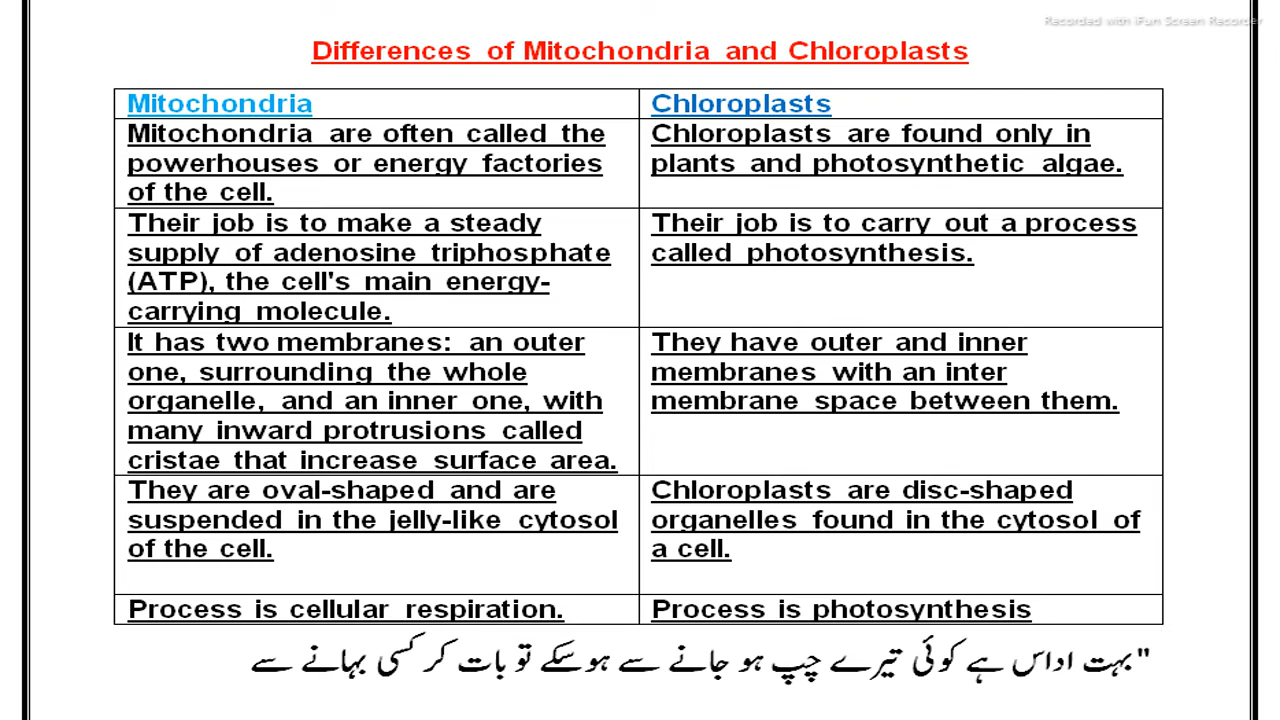 Recorded with iFun Screen Recorder
Differences of Mitochondria and Chloroplasts
Mitochondria
Chloroplasts
Mitochondria are often called the
powerhouses or energy factories
of the cell.
Chloroplasts are found only in
plants and photosynthetic algae.
Their job is to make a steady
supply of adenosine triphosphate
(ATP), the cell's main energy-
carrying molecule.
Their job is to carry out a process
called photosynthesis.
It has two membranes: an outer
one, surrounding the whole
organelle, and an inner one, with
many inward protrusions called
cristae that increase surface area.
They have outer and inner
membranes with an inter
membrane space between them.
They are oval-shaped and are
suspended in the jelly-like cytosol
of the cell.
Chloroplasts are disc-shaped
organelles found in the cytosol of
a cell.
Process is cellular respiration.
Process is photosynthesis
"بہت اداس ہے کوئی تیرے چپ ہو جانے سے ہوسکے تو بات کر کسی بہانے سے